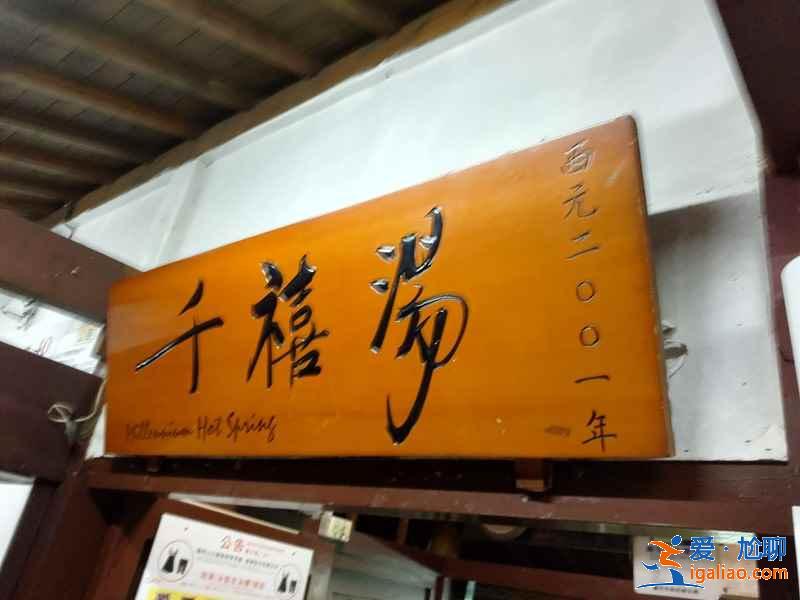 千禧湯
西元二〇〇一年
Millennium Hot Spring
公告
爱·尬聊
igaliao.com